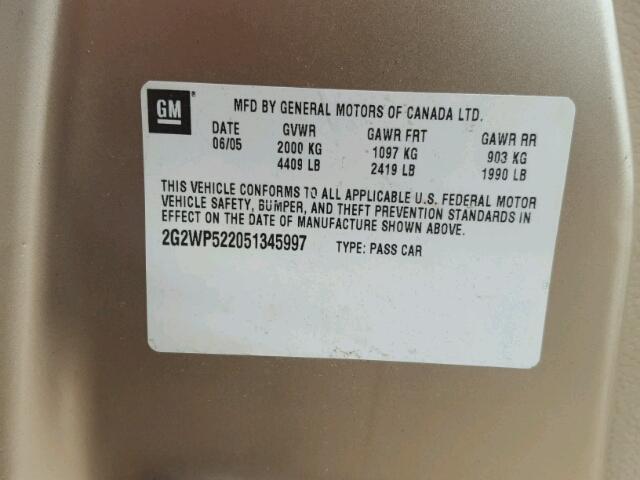 GM
MFD BY GENERAL MOTORS OF CANADA LTD.
DATE GVWR GAWR FRT GAWR RR
06/05 2000 KG 1097 KG 903 KG
4409 LB 2419 LB 1990 LB
THIS VEHICLE CONFORMS TO ALL APPLICABLE U.S. FEDERAL MOTOR
VEHICLE SAFETY, BUMPER, AND THEFT PREVENTION STANDARDS IN
EFFECT ON THE DATE OF MANUFACTURE SHOWN ABOVE.
2G2WP522051345997 TYPE: PASS CAR